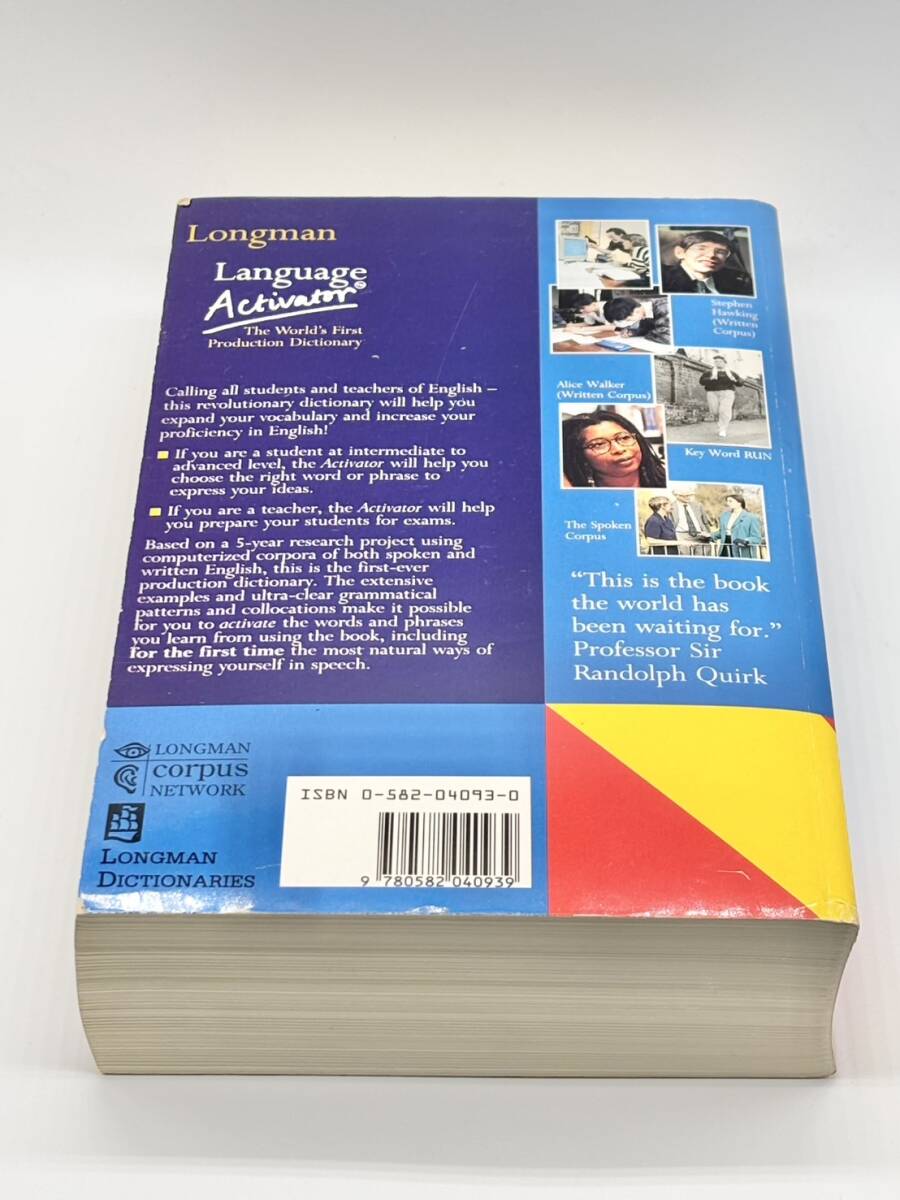 Longman
Language
Activator
The World's First
Production Dictionary
Calling all students and teachers of English –
this revolutionary dictionary will help you
expand your vocabulary and increase your
proficiency in English!
If you are a student at intermediate to
advanced level, the Activator will help you
choose the right word or phrase to
express your ideas.
If you are a teacher, the Activator will help
you prepare your students for exams.
Based on a 5-year research project using
computerized corpora of both spoken and
written English, this is the first-ever
production dictionary. The extensive
examples and ultra-clear grammatical
patterns and collocations make it possible
for you to activate the words and phrases
you learn from using the book, including
for the first time the most natural ways of
expressing yourself in speech.
Stephen
Hawking
(Written
Corpus)
Alice Walker
(Written Corpus)
Key Word RUN
The Spoken
Corpus
“This is the book
the world has
been waiting for.”
Professor Sir
Randolph Quirk
LONGMAN
corpus
NETWORK
LONGMAN
DICTIONARIES
ISBN 0-582-04093-0
9 780582 040939